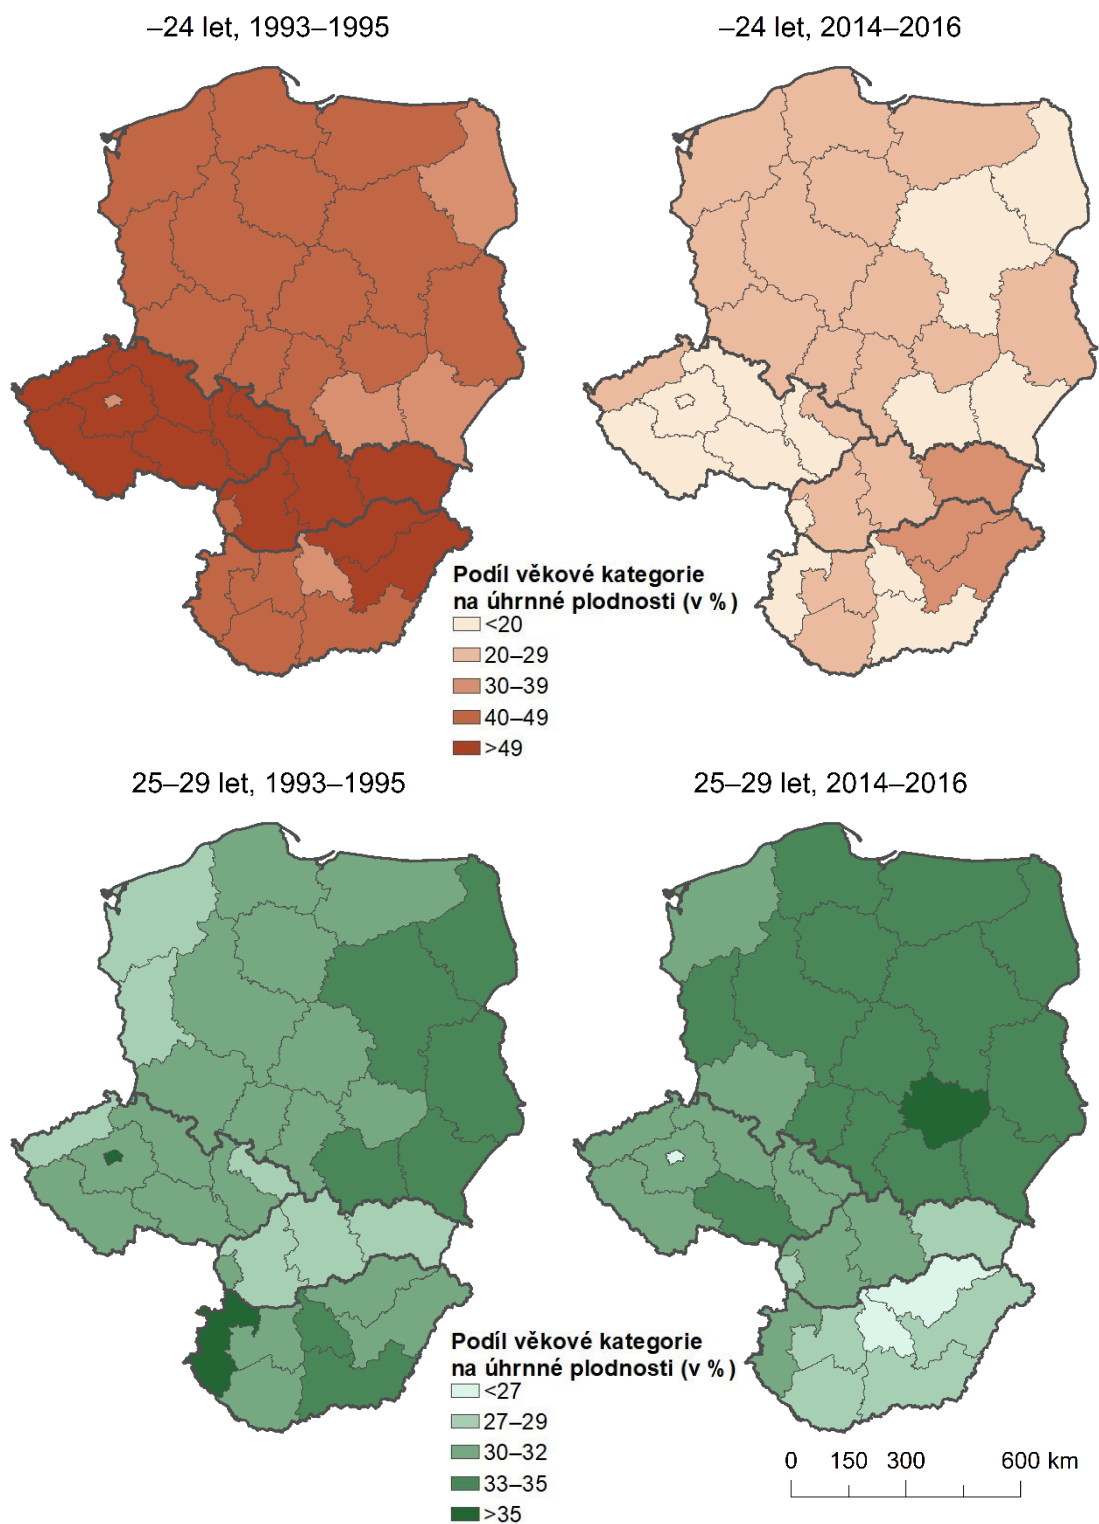 –24 let, 1993–1995
–24 let, 2014–2016
Podíl věkové kategorie
na úhrnné plodnosti (v %)
<20
20–29
30–39
40–49
>49
25–29 let, 1993–1995
25–29 let, 2014–2016
Podíl věkové kategorie
na úhrnné plodnosti (v %)
<27
27–29
30–32
33–35
>35
0 150 300 600 km